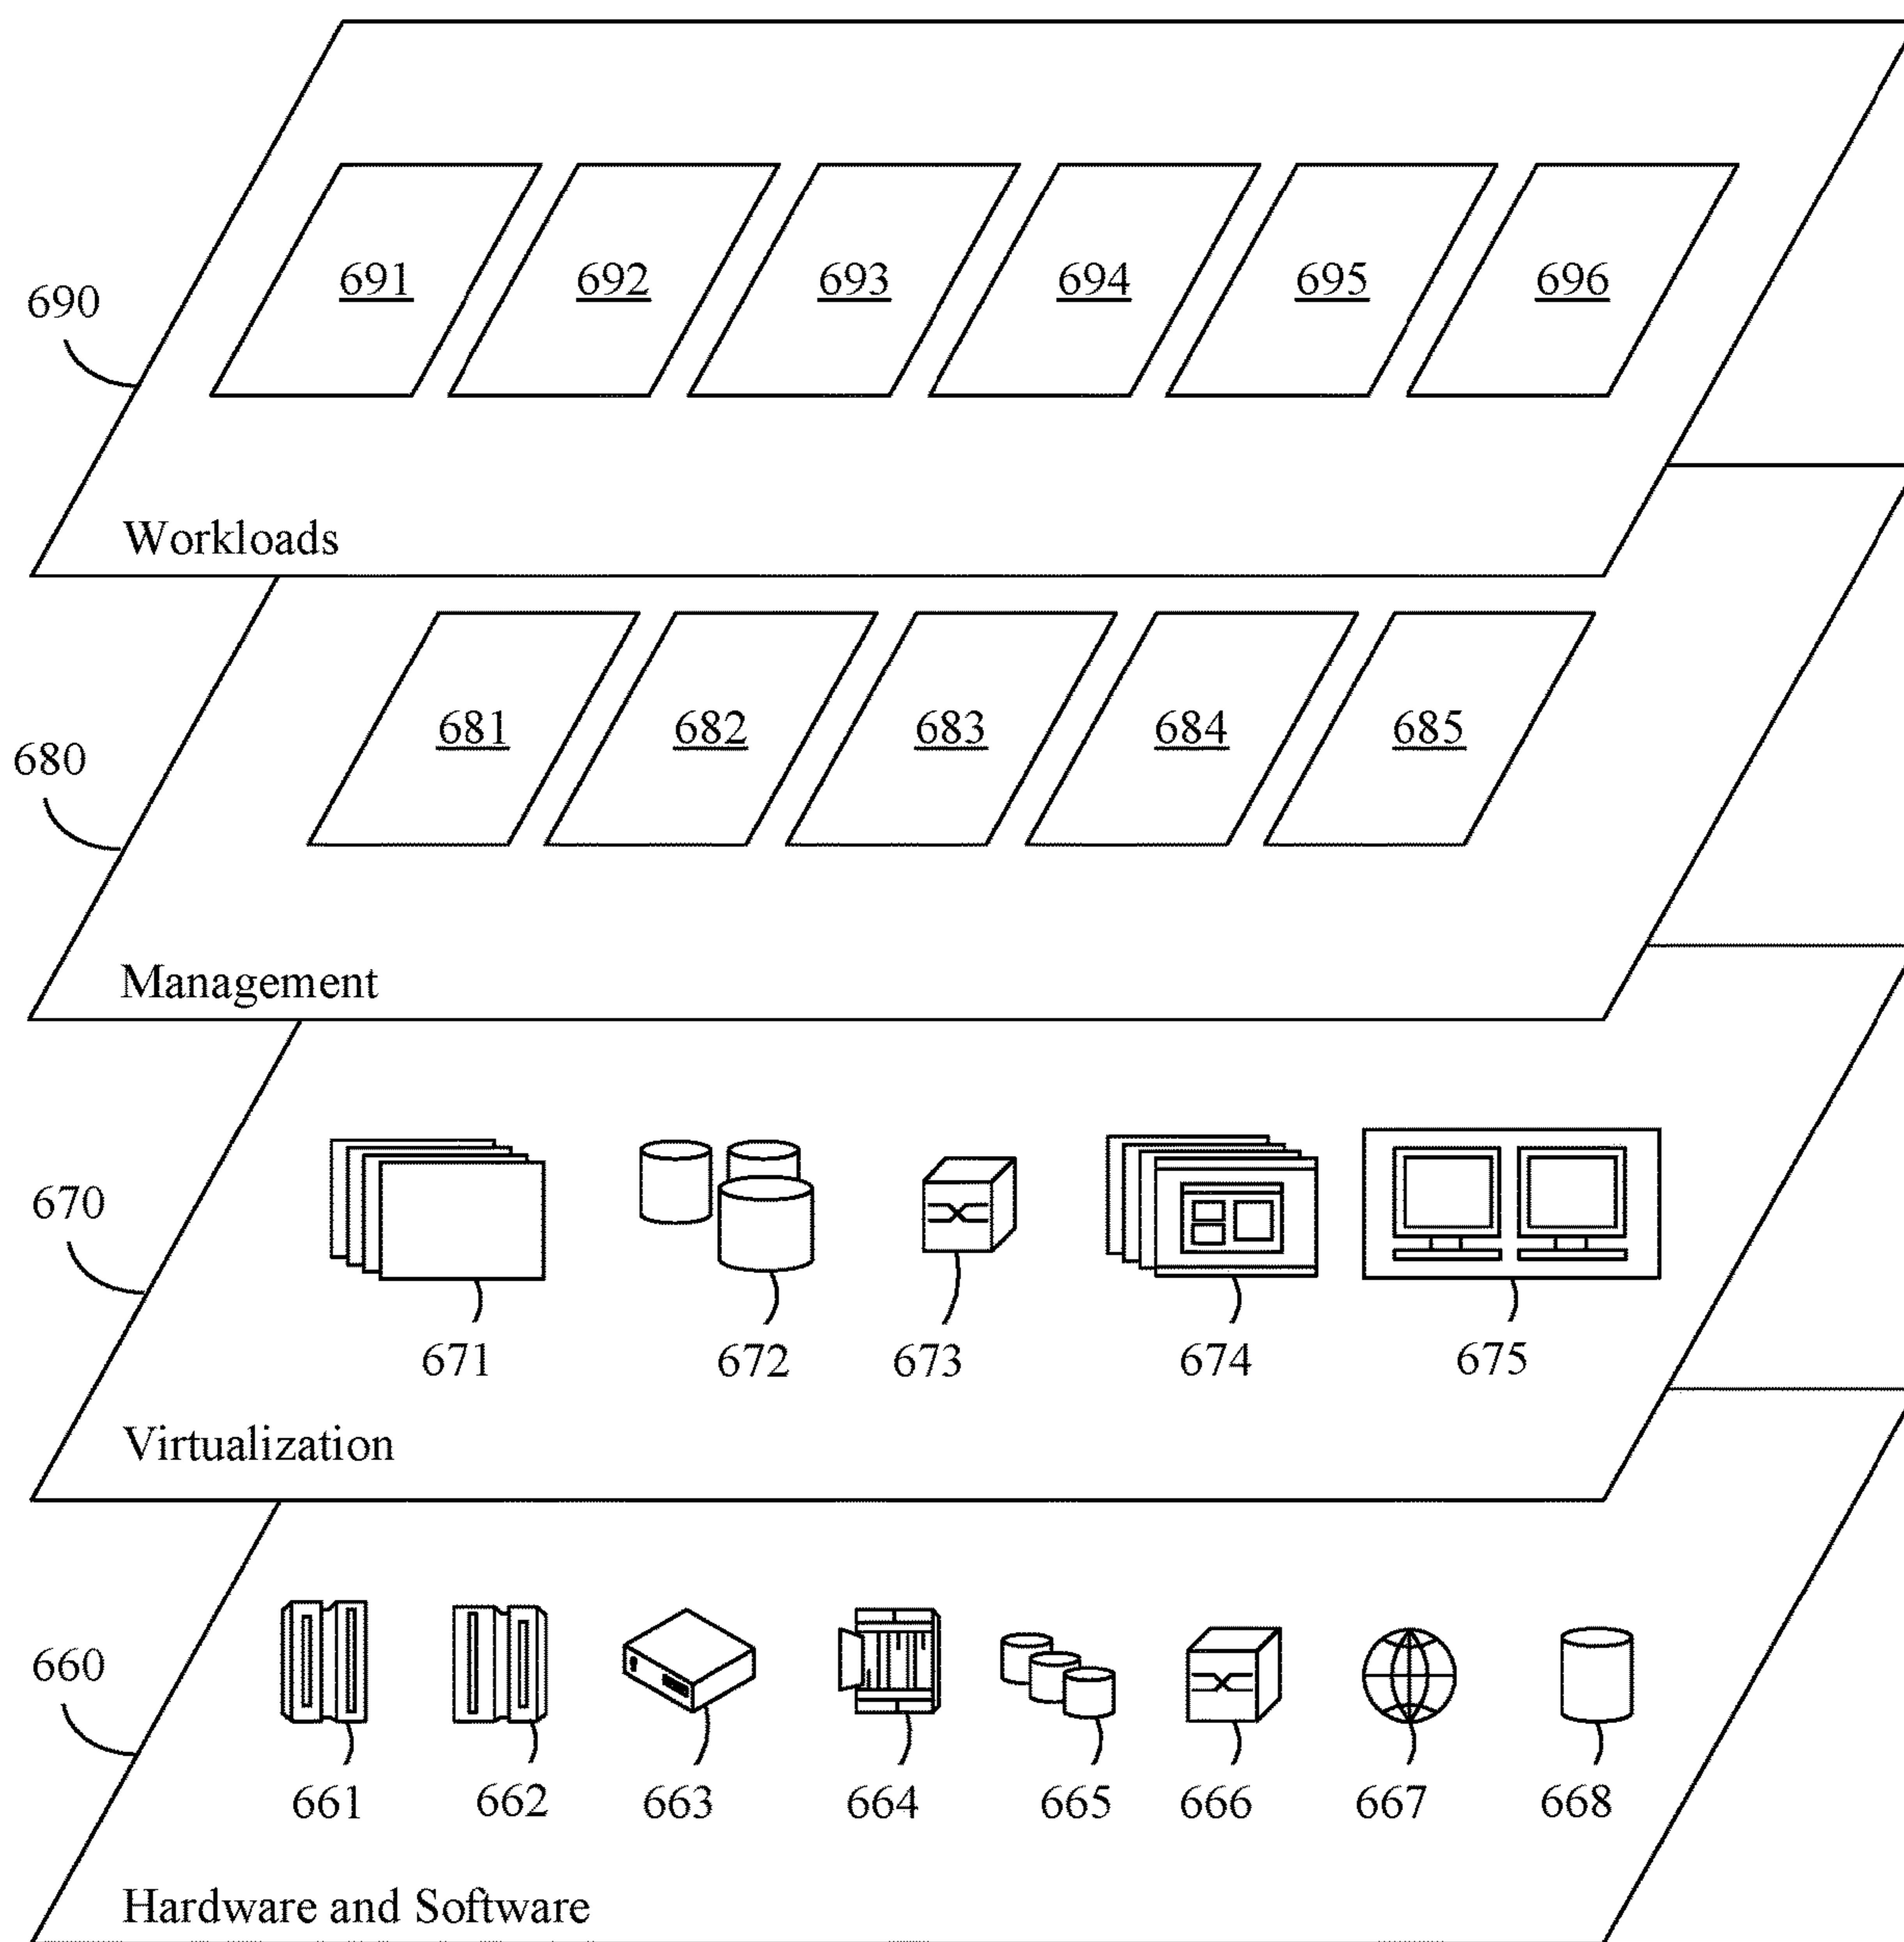 691 692 693 694 695 696
690
Workloads
681 682 683 684 685
680
Management
670
671 672 673 674 675
Virtualization
660
661 662 663 664 665 666 667 668
Hardware and Software